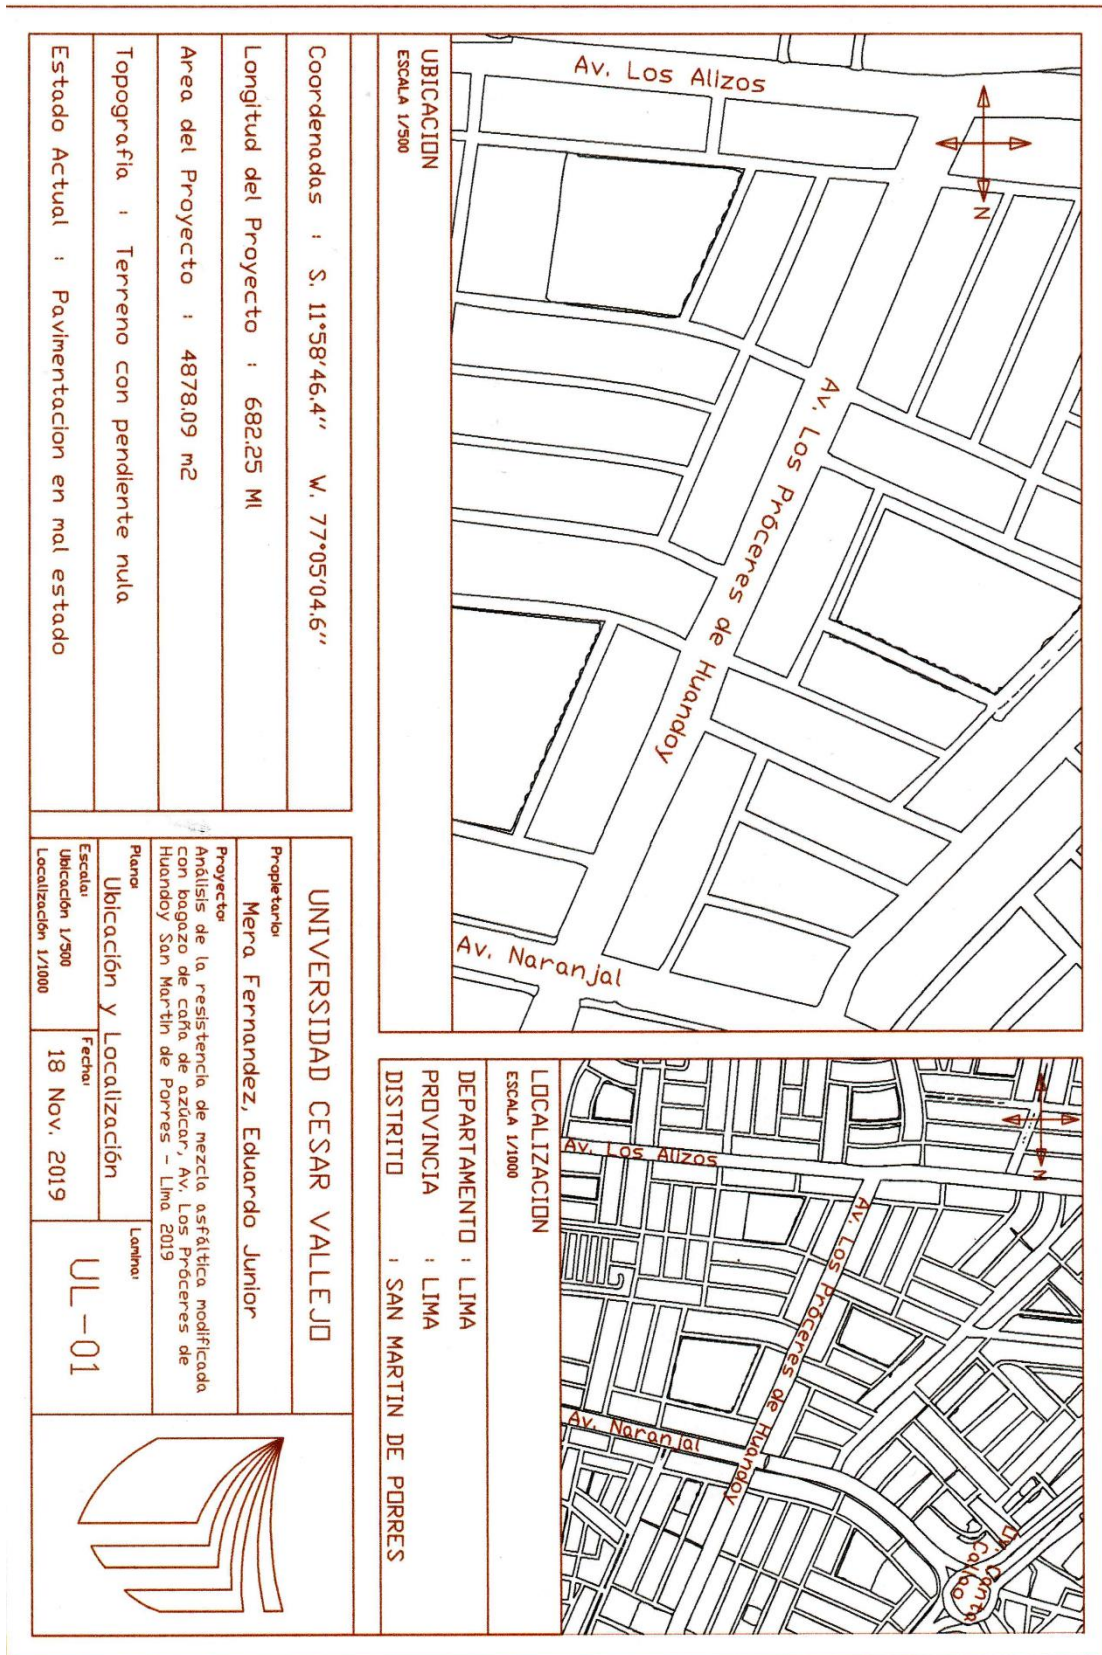 Av. Los Alizos
N
Av. Los Próceres de Huandoy
Av. Naranjal
UBICACION
ESCALA 1/500
Coordenadas : S. 11°58'46.4'' W. 77°05'04.6''
Longitud del Proyecto : 682.25 Ml
Area del Proyecto : 4878.09 m2
Topografia : Terreno con pendiente nula
Estado Actual : Pavimentacion en mal estado
N
Av. Los Alizos
Av. Los Próceres de Huandoy
Av. Naranjal
Ov. Canta
Callao
LOCALIZACION
ESCALA 1/1000
DEPARTAMENTO : LIMA
PROVINCIA : LIMA
DISTRITO : SAN MARTIN DE PORRES
UNIVERSIDAD CESAR VALLEJO
Propietario:
Mera Fernandez, Eduardo Junior
Proyecto:
Análisis de la resistencia de mezcla asfáltica modificada
con bagazo de caña de azúcar, Av. Los Próceres de
Huandoy San Martin de Porres - Lima 2019
Plano:
Ubicación y Localización
Lamina:
UL-01
Escala:
Ubicación 1/500
Localización 1/1000
Fecha:
18 Nov. 2019